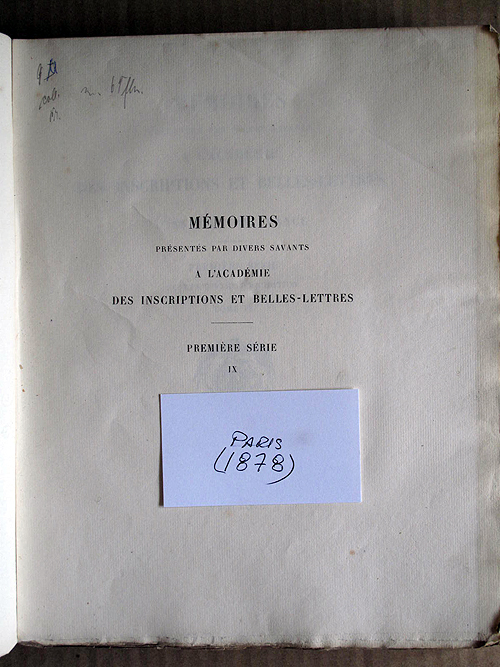 MÉMOIRES
PRÉSENTÉS PAR DIVERS SAVANTS
A L'ACADÉMIE
DES INSCRIPTIONS ET BELLES-LETTRES
PREMIÈRE SÉRIE
IX
PARIS
(1878)